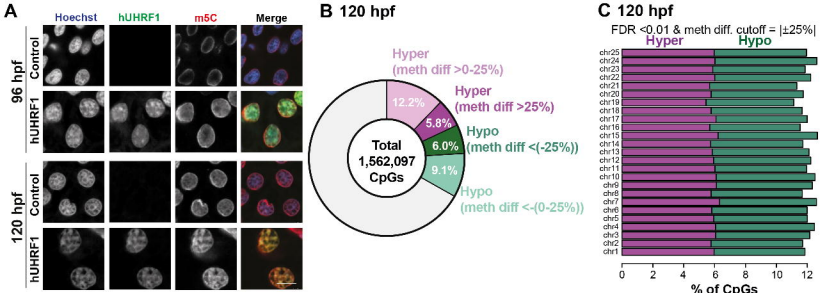 A
Hoechst hUHRF1 m5C Merge
96 hpf
Control
hUHRF1
120 hpf
Control
hUHRF1
B 120 hpf
Hyper
(meth diff >0-25%)
12.2%
Hyper
(meth diff >25%)
5.8%
Hypo
(meth diff <(-25%))
6.0%
9.1%
Hypo
(meth diff <-(0-25%))
Total
1,562,097
CpGs
C 120 hpf
FDR <0.01 & meth diff. cutoff = |±25%|
Hyper Hypo
chr25
chr24
chr23
chr22
chr21
chr20
chr19
chr18
chr17
chr16
chr15
chr14
chr13
chr12
chr11
chr10
chr9
chr8
chr7
chr6
chr5
chr4
chr3
chr2
chr1
0 2 4 6 8 10 12
% of CpGs